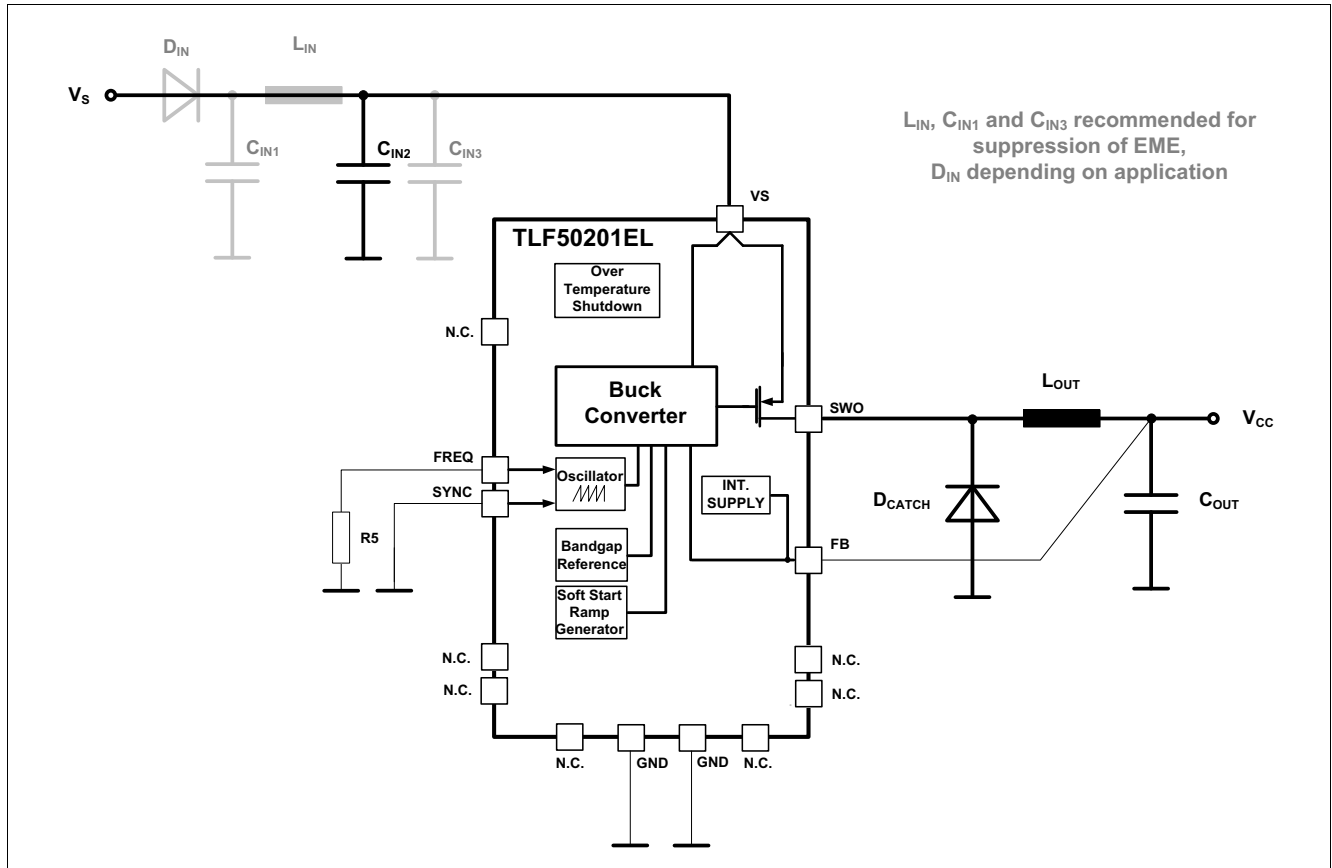 D_IN
L_IN
V_S
C_IN1
C_IN2
C_IN3
L_IN, C_IN1 and C_IN3 recommended for
suppression of EME,
D_IN depending on application
VS
TLF50201EL
Over
Temperature
Shutdown
N.C.
Buck
Converter
SWO
L_OUT
V_CC
FREQ
SYNC
Oscillator
INT.
SUPPLY
D_CATCH
C_OUT
R5
FB
Bandgap
Reference
Soft Start
Ramp
Generator
N.C.
N.C.
N.C.
N.C.
N.C.
GND
GND
N.C.